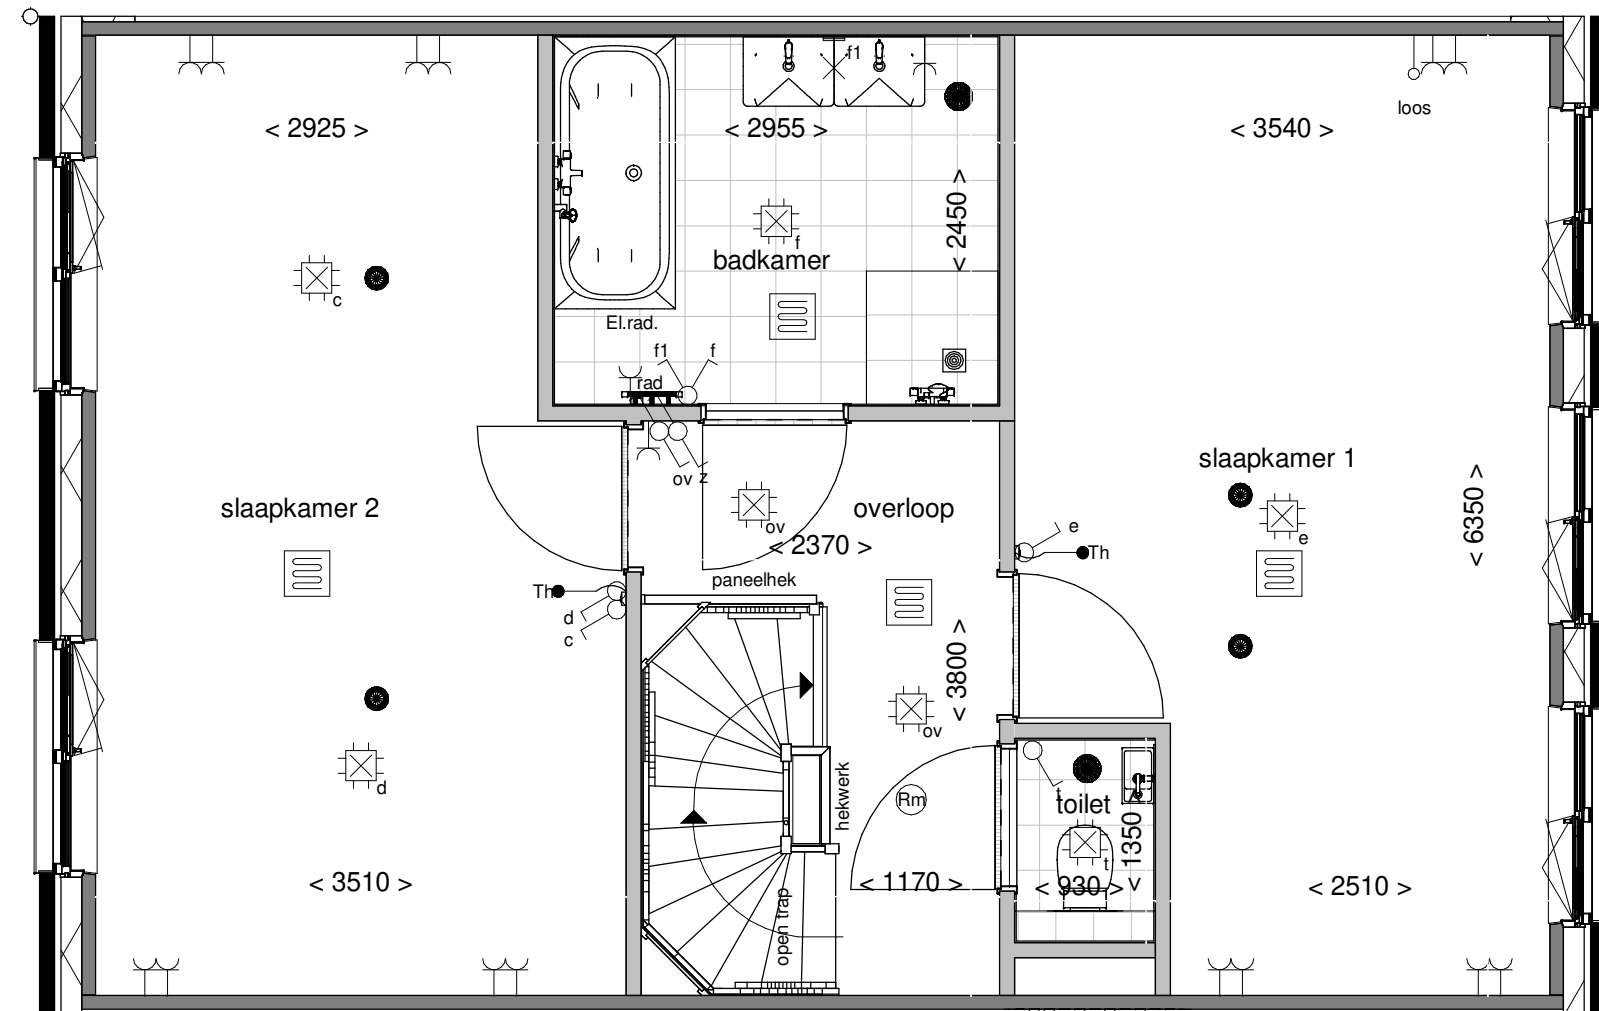 f1
loos
< 2925 >
< 2955 >
< 3540 >
< 2450 >
f
badkamer
c
El.rad.
f1
f
rad
slaapkamer 1
ov
z
slaapkamer 2
overloop
ov
e
e
< 6350 >
< 2370 >
Th
paneelhek
Th
d
c
< 3800 >
ov
d
hekwerk
Rm
t
toilet
< 1350 >
t
< 3510 >
< 1170 >
< 930 >
< 2510 >
open trap